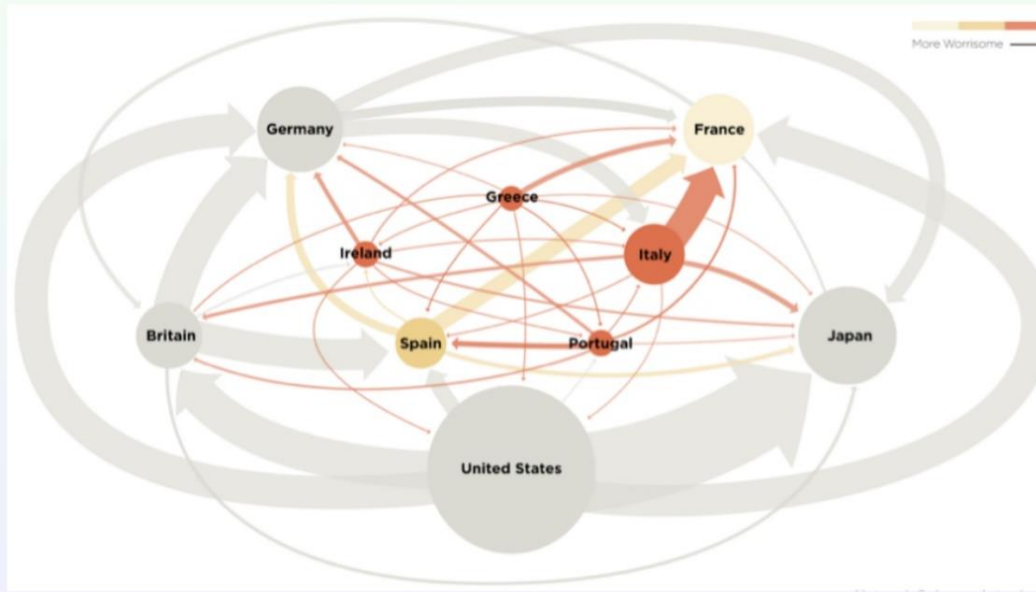 More Worrisome
Germany
France
Greece
Ireland
Italy
Britain
Spain
Portugal
Japan
United States